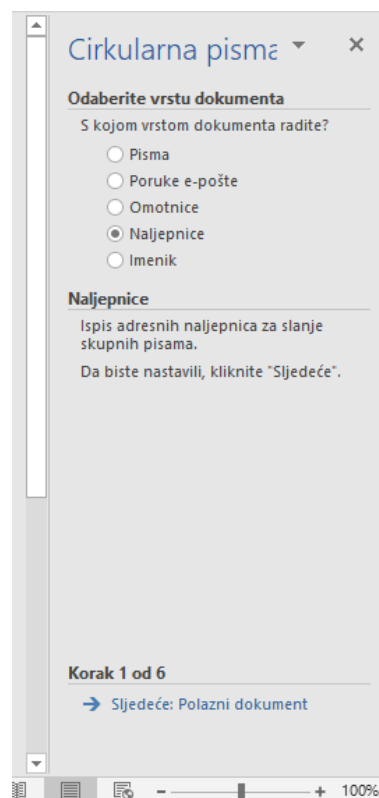 Cirkularna pisma
Odaberite vrstu dokumenta
S kojom vrstom dokumenta radite?
Pisma
Poruke e-pošte
Omotnice
Naljepnice
Imenik
Naljepnice
Ispis adresnih naljepnica za slanje
skupnih pisama.
Da biste nastavili, kliknite "Sljedeće".
Korak 1 od 6
Sljedeće: Polazni dokument
- + 100%